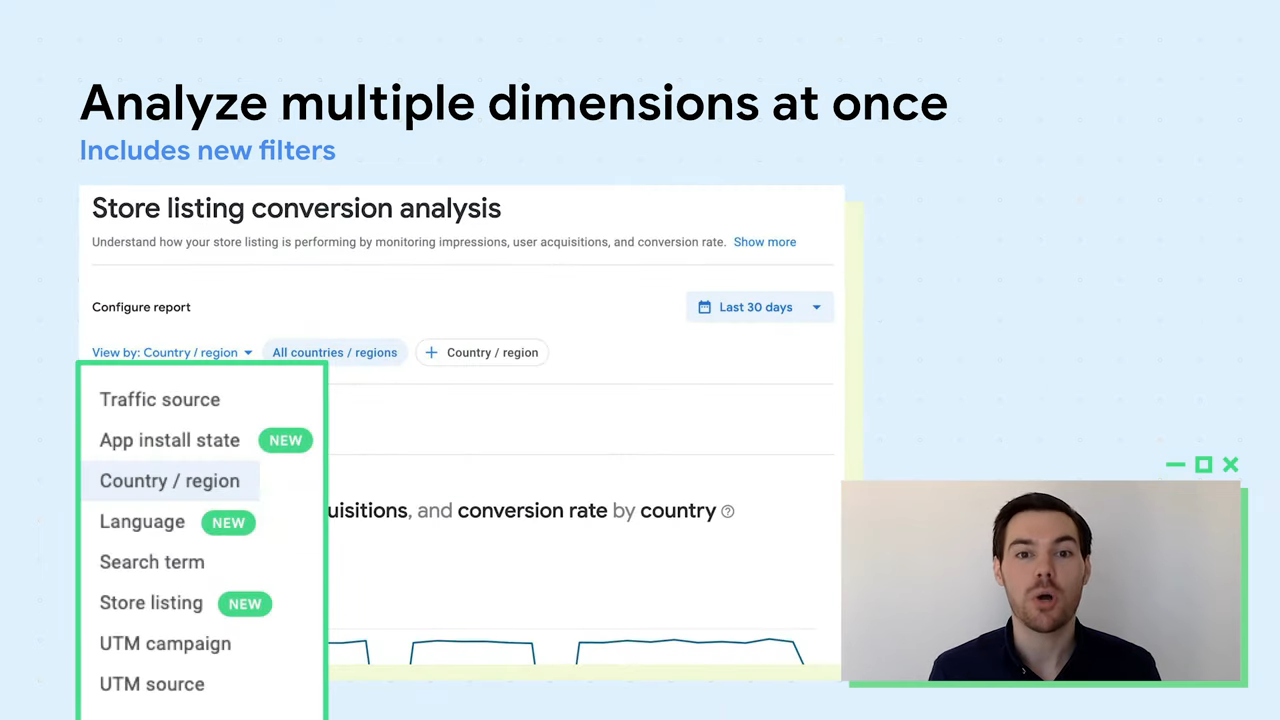 Analyze multiple dimensions at once
Includes new filters
Store listing conversion analysis
Understand how your store listing is performing by monitoring impressions, user acquisitions, and conversion rate. Show more
Configure report
Last 30 days
View by: Country / region
All countries / regions
+ Country / region
Traffic source
App install state NEW
Country / region
Language NEW
uisitions, and conversion rate by country
Search term
Store listing NEW
UTM campaign
UTM source